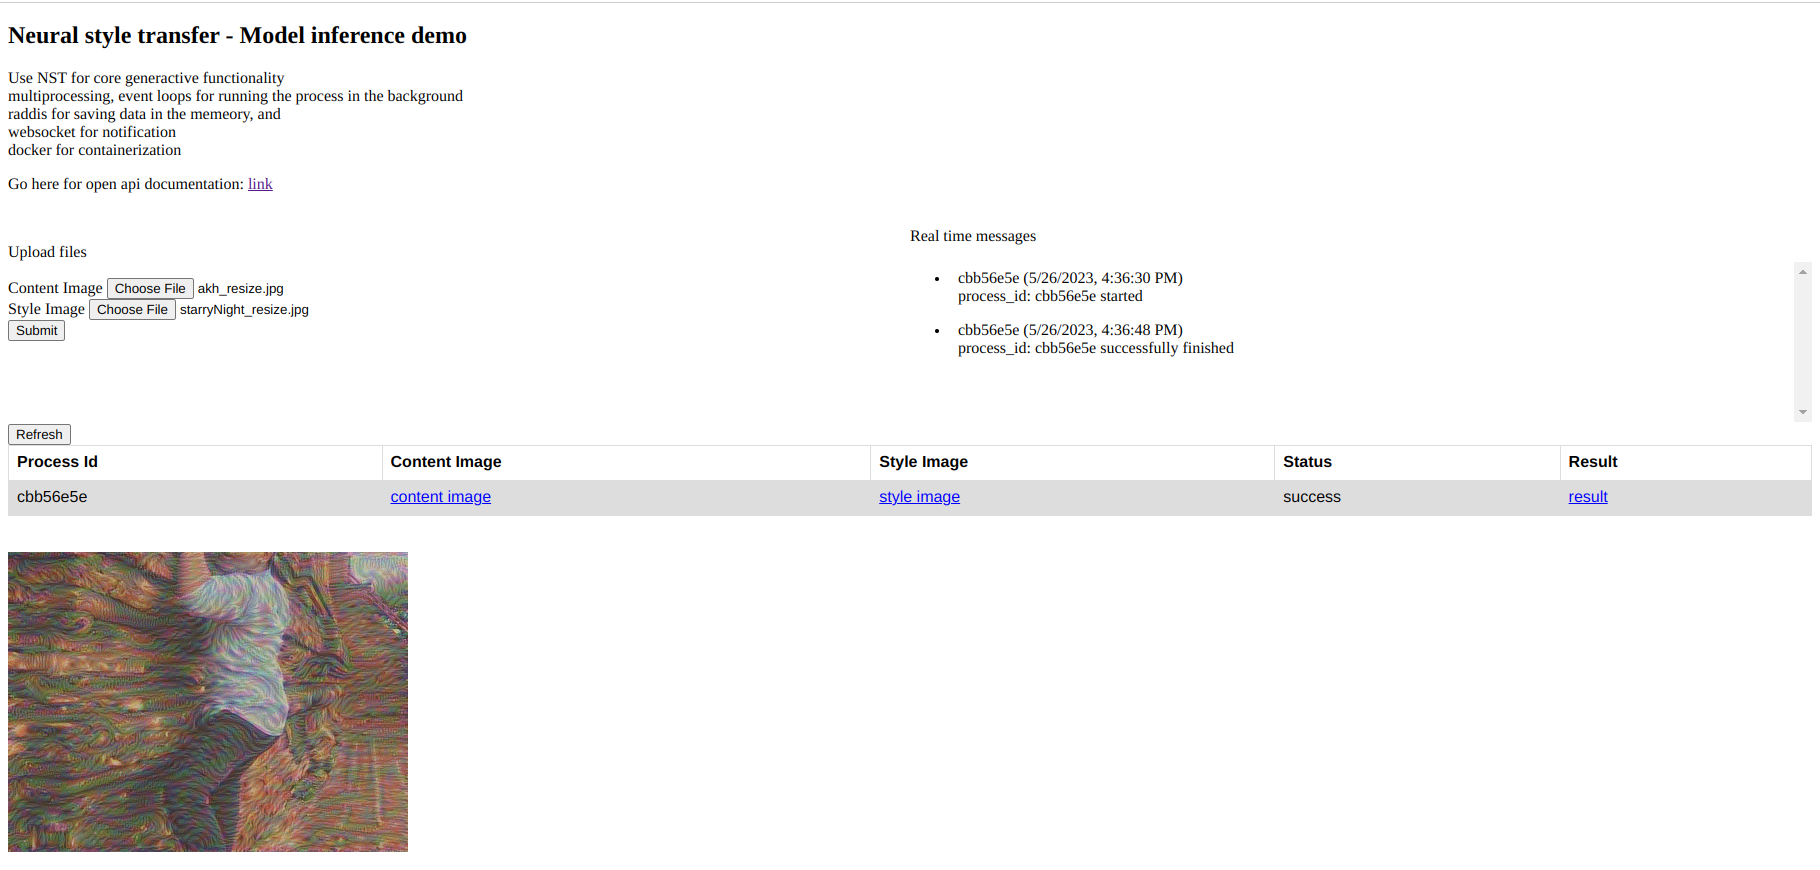 Neural style transfer - Model inference demo
Use NST for core generactive functionality
multiprocessing, event loops for running the process in the background
raddis for saving data in the memeory, and
websocket for notification
docker for containerization
Go here for open api documentation: link
Upload files
Content Image Choose File akh_resize.jpg
Style Image Choose File starryNight_resize.jpg
Submit
Real time messages
cbb56e5e (5/26/2023, 4:36:30 PM)
process_id: cbb56e5e started
cbb56e5e (5/26/2023, 4:36:48 PM)
process_id: cbb56e5e successfully finished
Refresh
Process Id Content Image Style Image Status Result
cbb56e5e content image style image success result